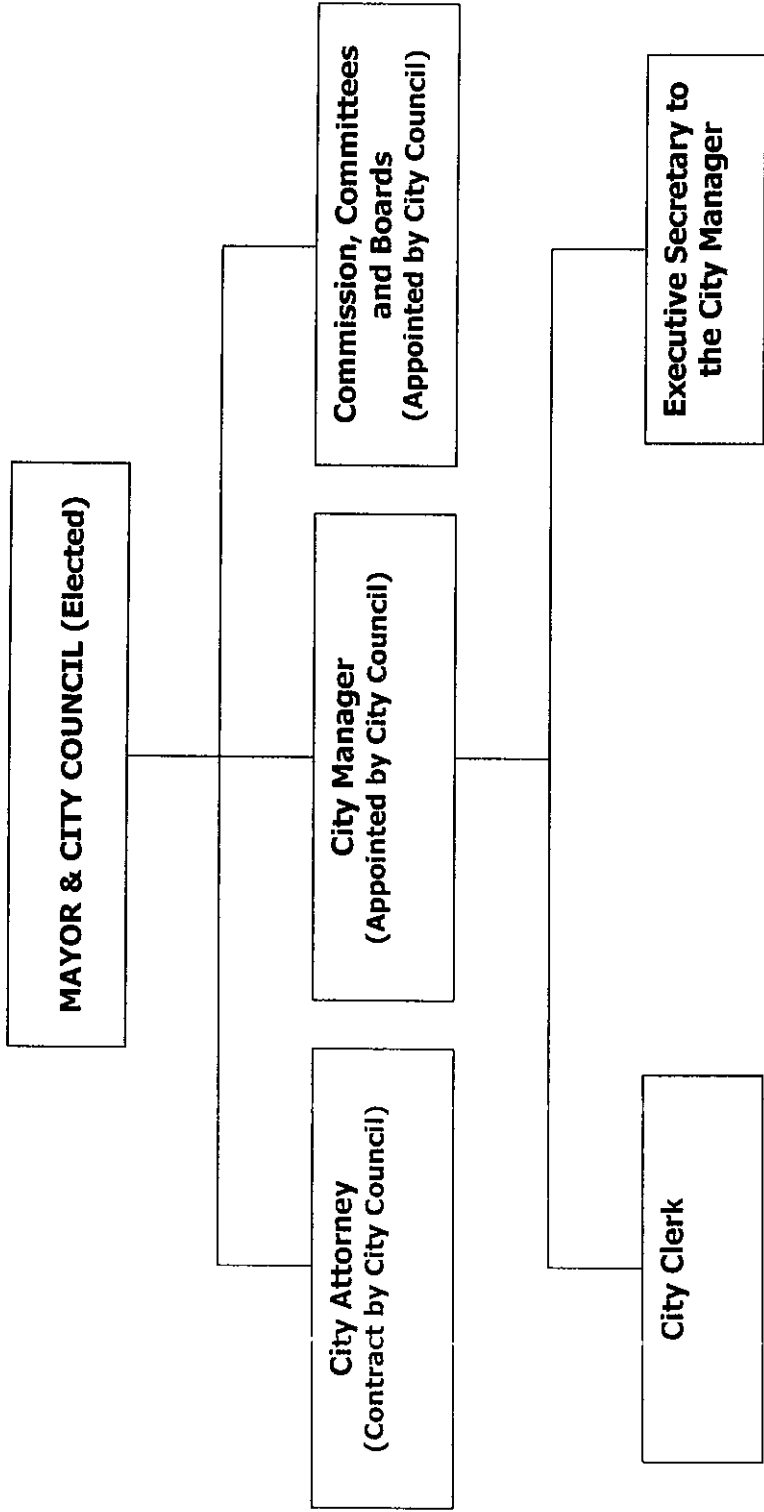 MAYOR & CITY COUNCIL (Elected)
City Attorney
(Contract by City Council)
City Manager
(Appointed by City Council)
Commission, Committees
and Boards
(Appointed by City Council)
City Clerk
Executive Secretary to
the City Manager